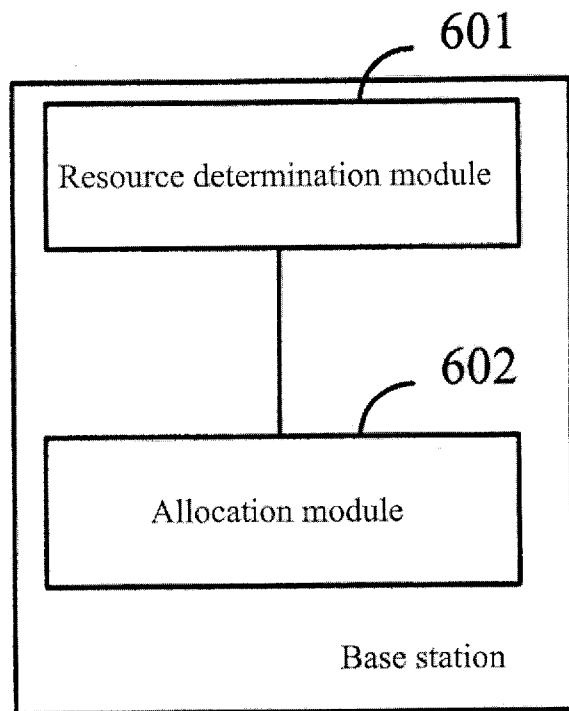 601
Resource determination module
602
Allocation module
Base station